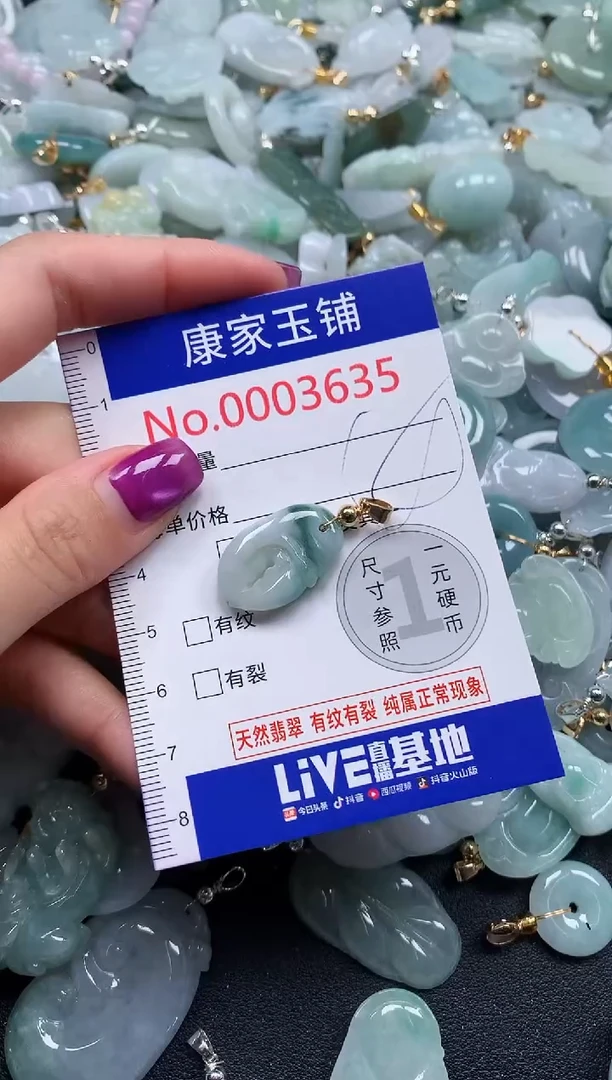 康家玉铺
No.0003635
量
单价格
尺寸参照
1
一元硬币
有纹
有裂
天然翡翠 有纹有裂 纯属正常现象
LiVE直播基地
今日头条 抖音 西瓜视频 抖音火山版
0
1
4
5
6
7
8